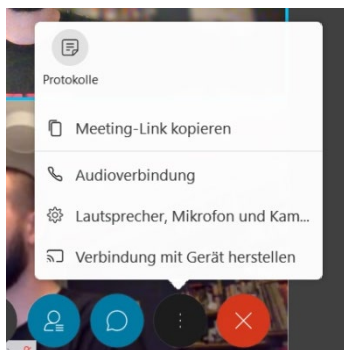 Protokolle
Meeting-Link kopieren
Audioverbindung
Lautsprecher, Mikrofon und Kam...
Verbindung mit Gerät herstellen